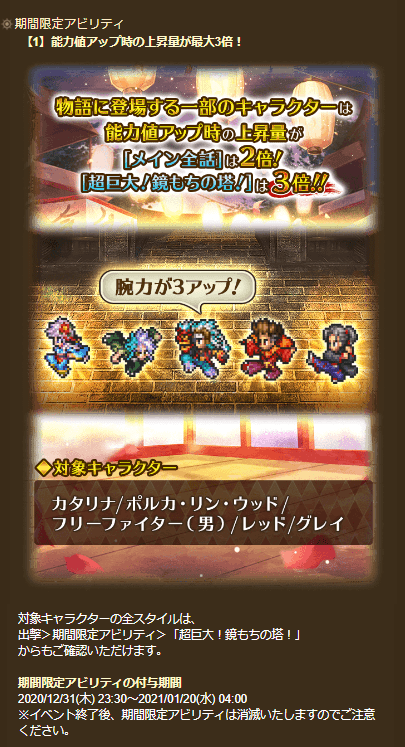 期間限定アビリティ
【1】能力値アップ時の上昇量が最大3倍！
物語に登場する一部のキャラクターは
能力値アップ時の上昇量が
[メイン全話]は2倍!
[超巨大！鏡もちの塔！]は3倍!!
腕力が3アップ!
◆対象キャラクター
カタリナ/ポルカ・リン・ウッド/
フリーファイター（男）/レッド/グレイ
対象キャラクターの全スタイルは、
出撃＞期間限定アビリティ＞「超巨大！鏡もちの塔！」
からもご確認いただけます。
期間限定アビリティの付与期間
2020/12/31(木) 23:30～2021/01/20(水) 04:00
※イベント終了後、期間限定アビリティは消滅いたしますのでご注意
ください。